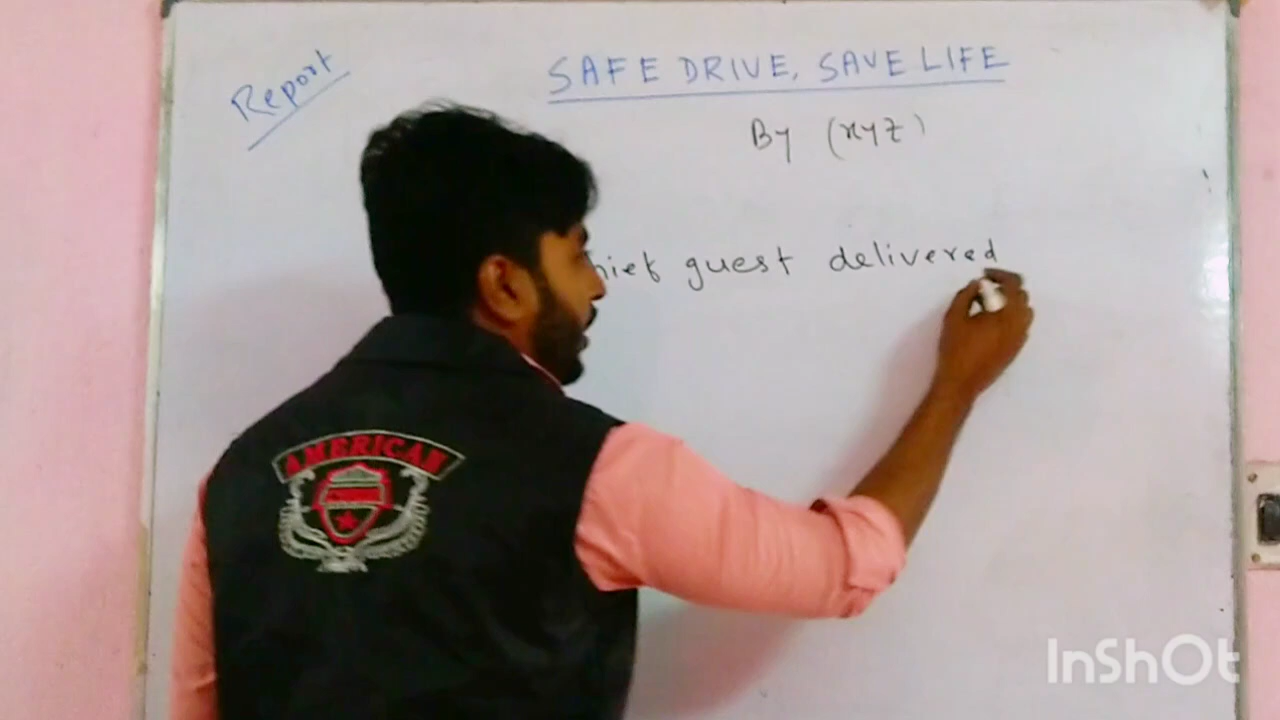 Report
SAFE DRIVE, SAVE LIFE
By (xyz)
hief guest delivered
AMERICAN
InShOt